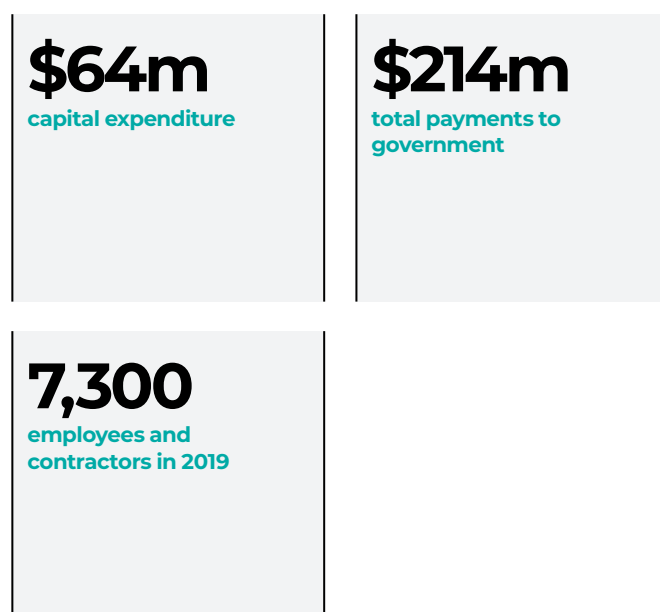 $64m
capital expenditure
$214m
total payments to
government
7,300
employees and
contractors in 2019